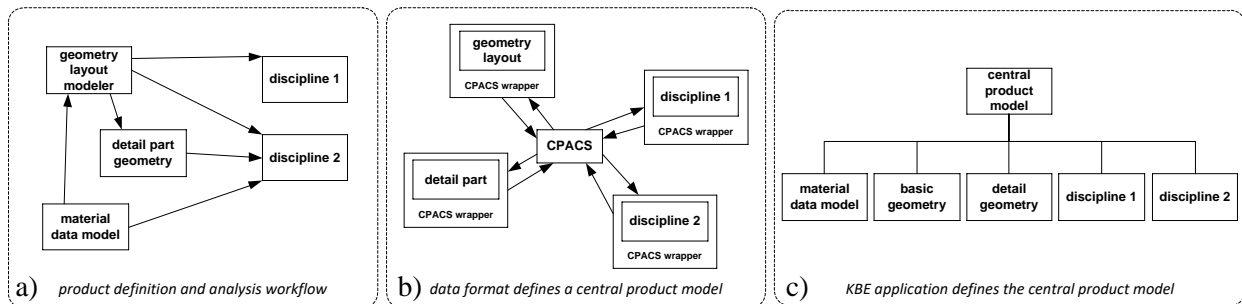 geometry
layout
modeler
discipline 1
detail part
geometry
discipline 2
material
data model
a)
product definition and analysis workflow
geometry
layout
CPACS wrapper
discipline 1
CPACS wrapper
CPACS
detail part
CPACS wrapper
discipline 2
CPACS wrapper
b)
data format defines a central product model
central
product
model
material
data model
basic
geometry
detail
geometry
discipline 1
discipline 2
c)
KBE application defines the central product model